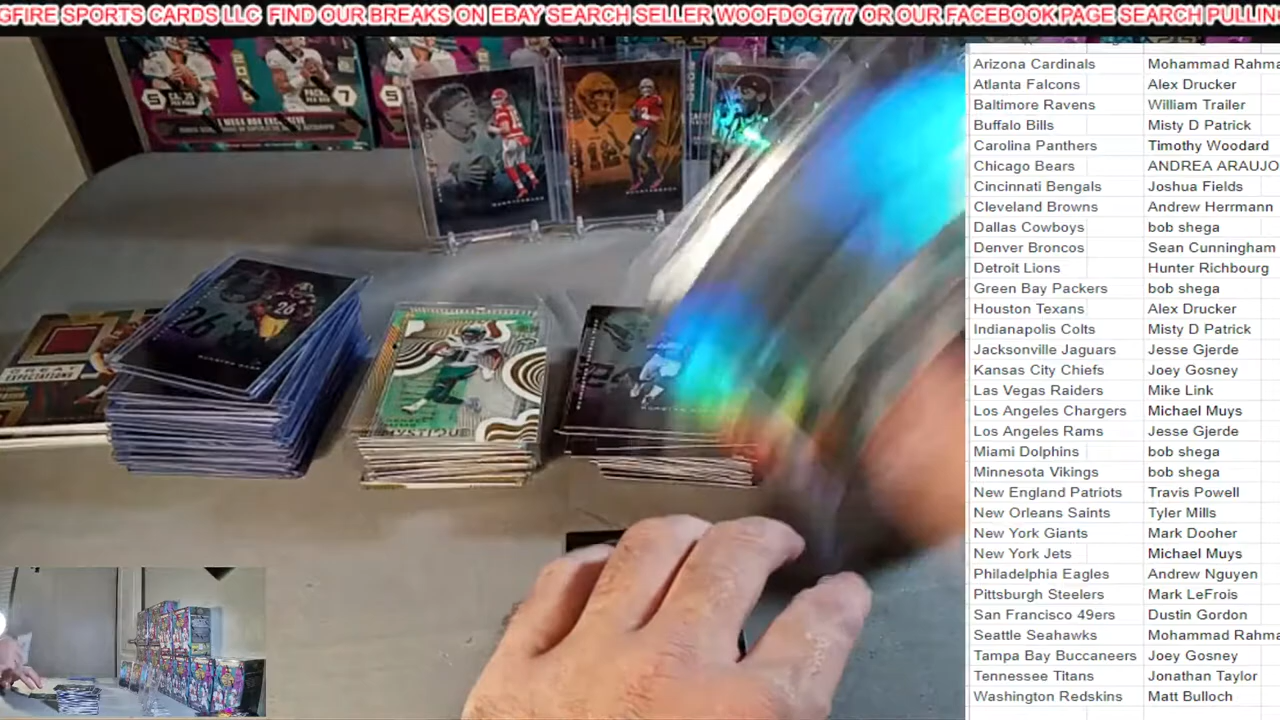 GFIRE SPORTS CARDS LLC FIND OUR BREAKS ON EBAY SEARCH SELLER WOOFDOG777 OR OUR FACEBOOK PAGE SEARCH PULLIN
Arizona Cardinals Mohammad Rahma
Atlanta Falcons Alex Drucker
Baltimore Ravens William Trailer
Buffalo Bills Misty D Patrick
Carolina Panthers Timothy Woodard
Chicago Bears ANDREA ARAUJO
Cincinnati Bengals Joshua Fields
Cleveland Browns Andrew Herrmann
Dallas Cowboys bob shega
Denver Broncos Sean Cunningham
Detroit Lions Hunter Richbourg
Green Bay Packers bob shega
Houston Texans Alex Drucker
Indianapolis Colts Misty D Patrick
Jacksonville Jaguars Jesse Gjerde
Kansas City Chiefs Joey Gosney
Las Vegas Raiders Mike Link
Los Angeles Chargers Michael Muys
Los Angeles Rams Jesse Gjerde
Miami Dolphins bob shega
Minnesota Vikings bob shega
New England Patriots Travis Powell
New Orleans Saints Tyler Mills
New York Giants Mark Dooher
New York Jets Michael Muys
Philadelphia Eagles Andrew Nguyen
Pittsburgh Steelers Mark LeFrois
San Francisco 49ers Dustin Gordon
Seattle Seahawks Mohammad Rahma
Tampa Bay Buccaneers Joey Gosney
Tennessee Titans Jonathan Taylor
Washington Redskins Matt Bulloch
5
7
5
12
26
EXPECTATIONS
MYSTIQUE